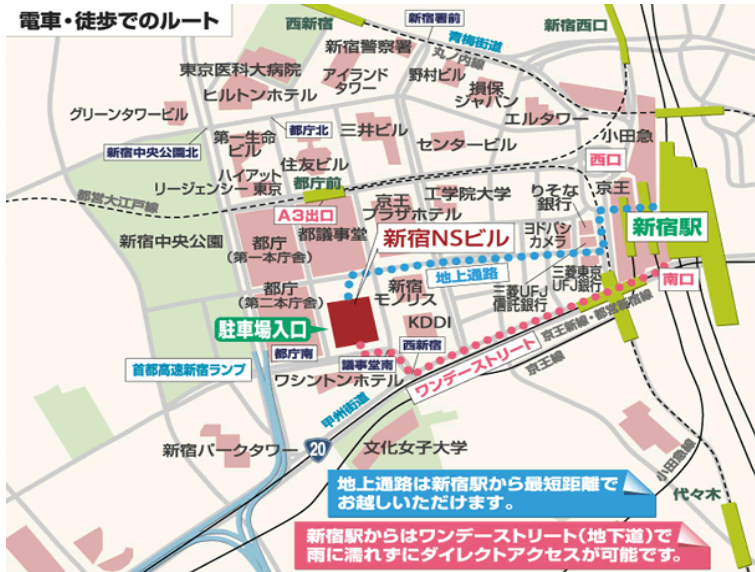 電車・徒歩でのルート
西新宿
新宿署前
青梅街道
新宿西口
丸ノ内線
新宿警察署
東京医科大病院
アイランド
タワー
野村ビル
損保
ジャパン
ヒルトンホテル
グリーンタワービル
エルタワー
小田急
都庁北
三井ビル
第一生命
ビル
センタービル
新宿中央公園北
住友ビル
西口
ハイアット
リージェンシー 東京
都庁前
京王
プラザホテル
工学院大学
りそな
銀行
京王
都営大江戸線
A3出口
新宿駅
新宿中央公園
都庁
(第一本庁舎)
都議事堂
新宿NSビル
ヨドバシ
カメラ
地上通路
三菱東京
UFJ銀行
南口
都庁
(第二本庁舎)
新宿
モノリス
三菱UFJ
信託銀行
駐車場入口
KDDI
京王新線・都営新宿線
都庁南
議事堂南
西新宿
ワンデーストリート
京王線
首都高速新宿ランプ
ワシントンホテル
甲州街道
20
新宿パークタワー
文化女子大学
小田急線
代々木
地上通路は新宿駅から最短距離で
お越しいただけます。
新宿駅からはワンデーストリート(地下道)で
雨に濡れずにダイレクトアクセスが可能です。